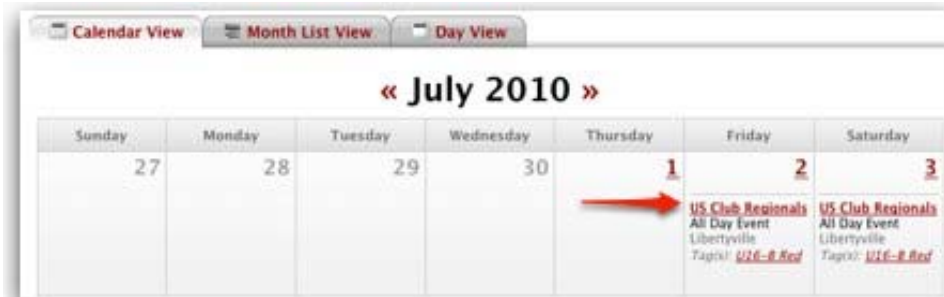 Calendar View Month List View Day View
« July 2010 »
Sunday Monday Tuesday Wednesday Thursday Friday Saturday
27 28 29 30 1 2 3
US Club Regionals US Club Regionals
All Day Event All Day Event
Libertyville Libertyville
Tag(s): U16-B Red Tag(s): U16-B Red